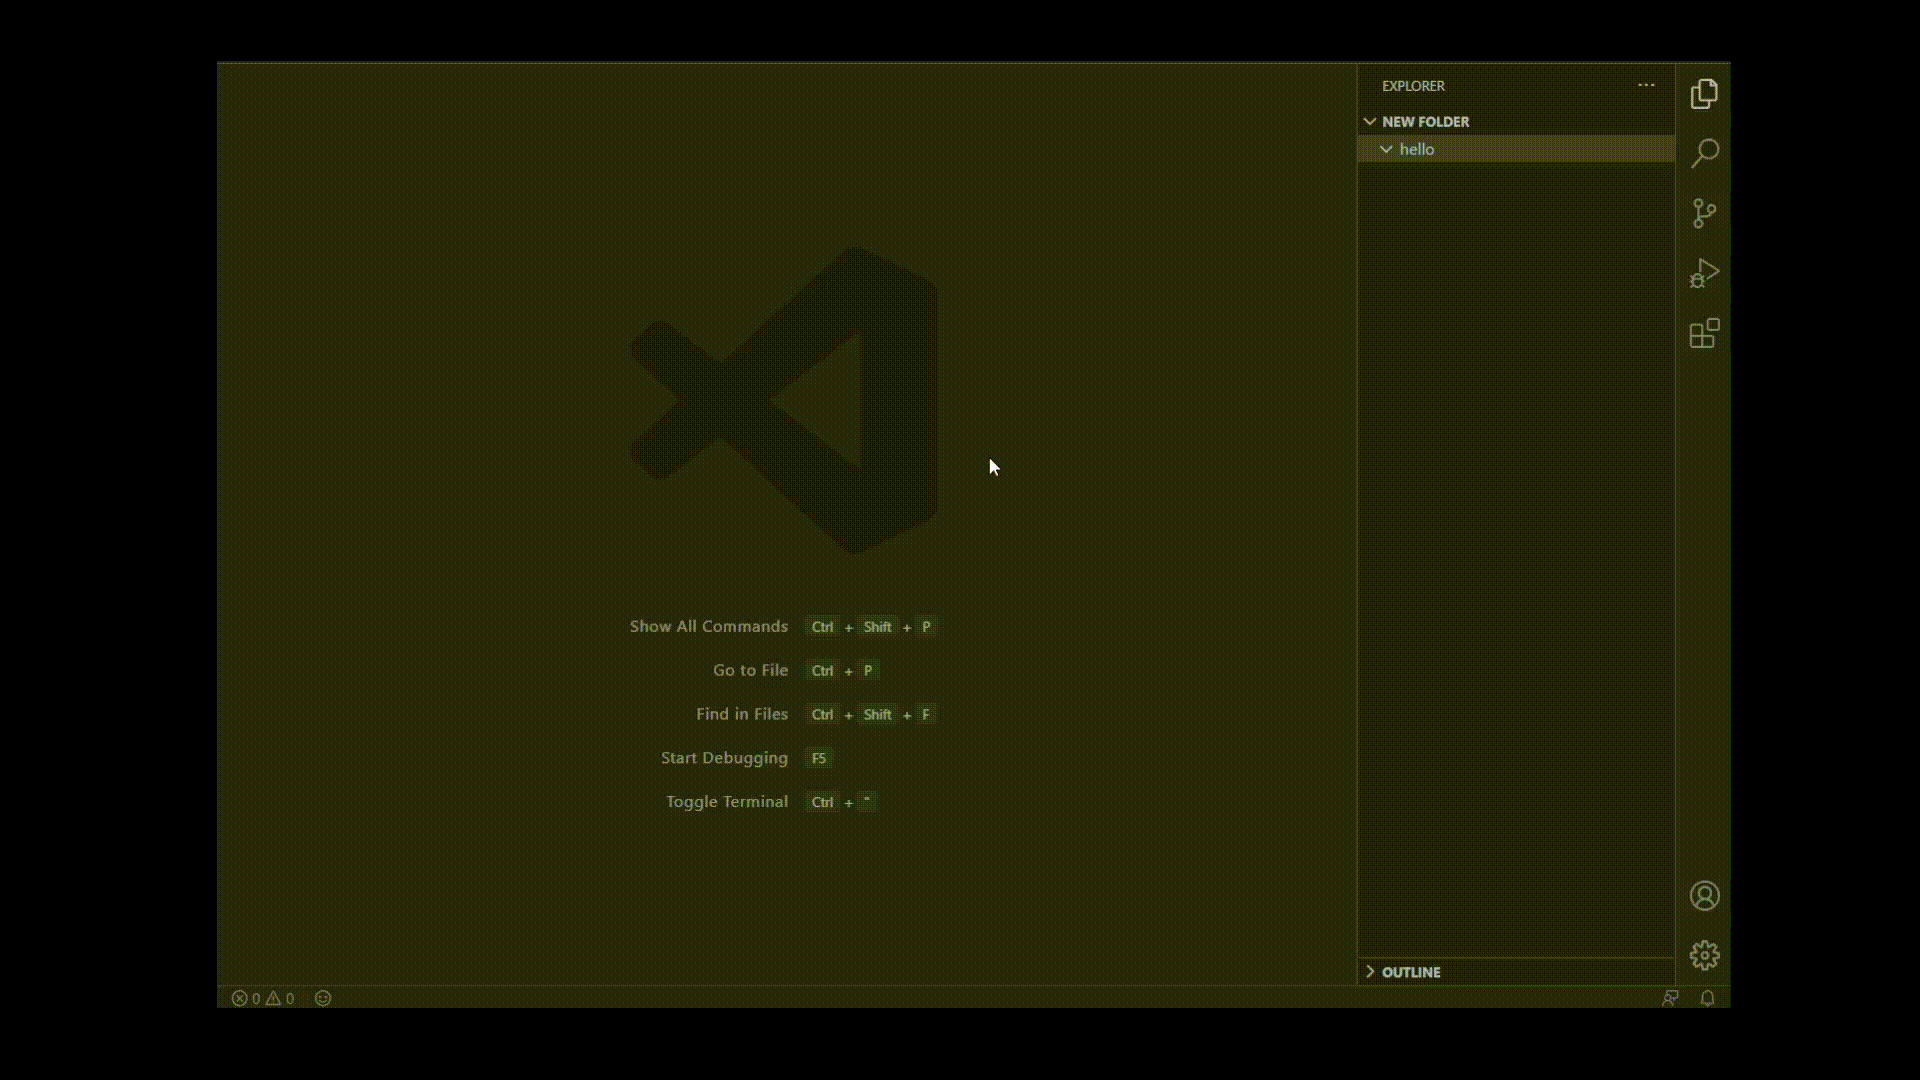 EXPLORER
NEW FOLDER
hello
Show All Commands Ctrl + Shift + P
Go to File Ctrl + P
Find in Files Ctrl + Shift + F
Start Debugging F5
Toggle Terminal Ctrl + "
OUTLINE
0 0